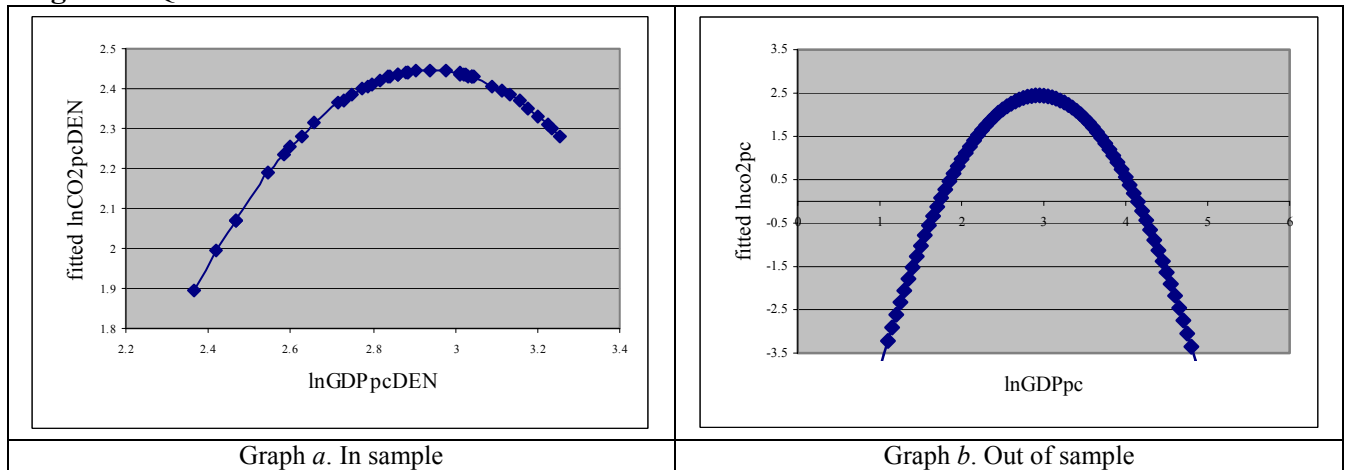 2.5
2.4
2.3
2.2
2.1
2
1.9
1.8
fitted lnCO2pcDEN
2.2 2.4 2.6 2.8 3 3.2 3.4
lnGDPpcDEN
Graph a. In sample
3.5
2.5
1.5
0.5
-0.5
-1.5
-2.5
-3.5
fitted lnco2pc
0 1 2 3 4 5 6
lnGDPpc
Graph b. Out of sample